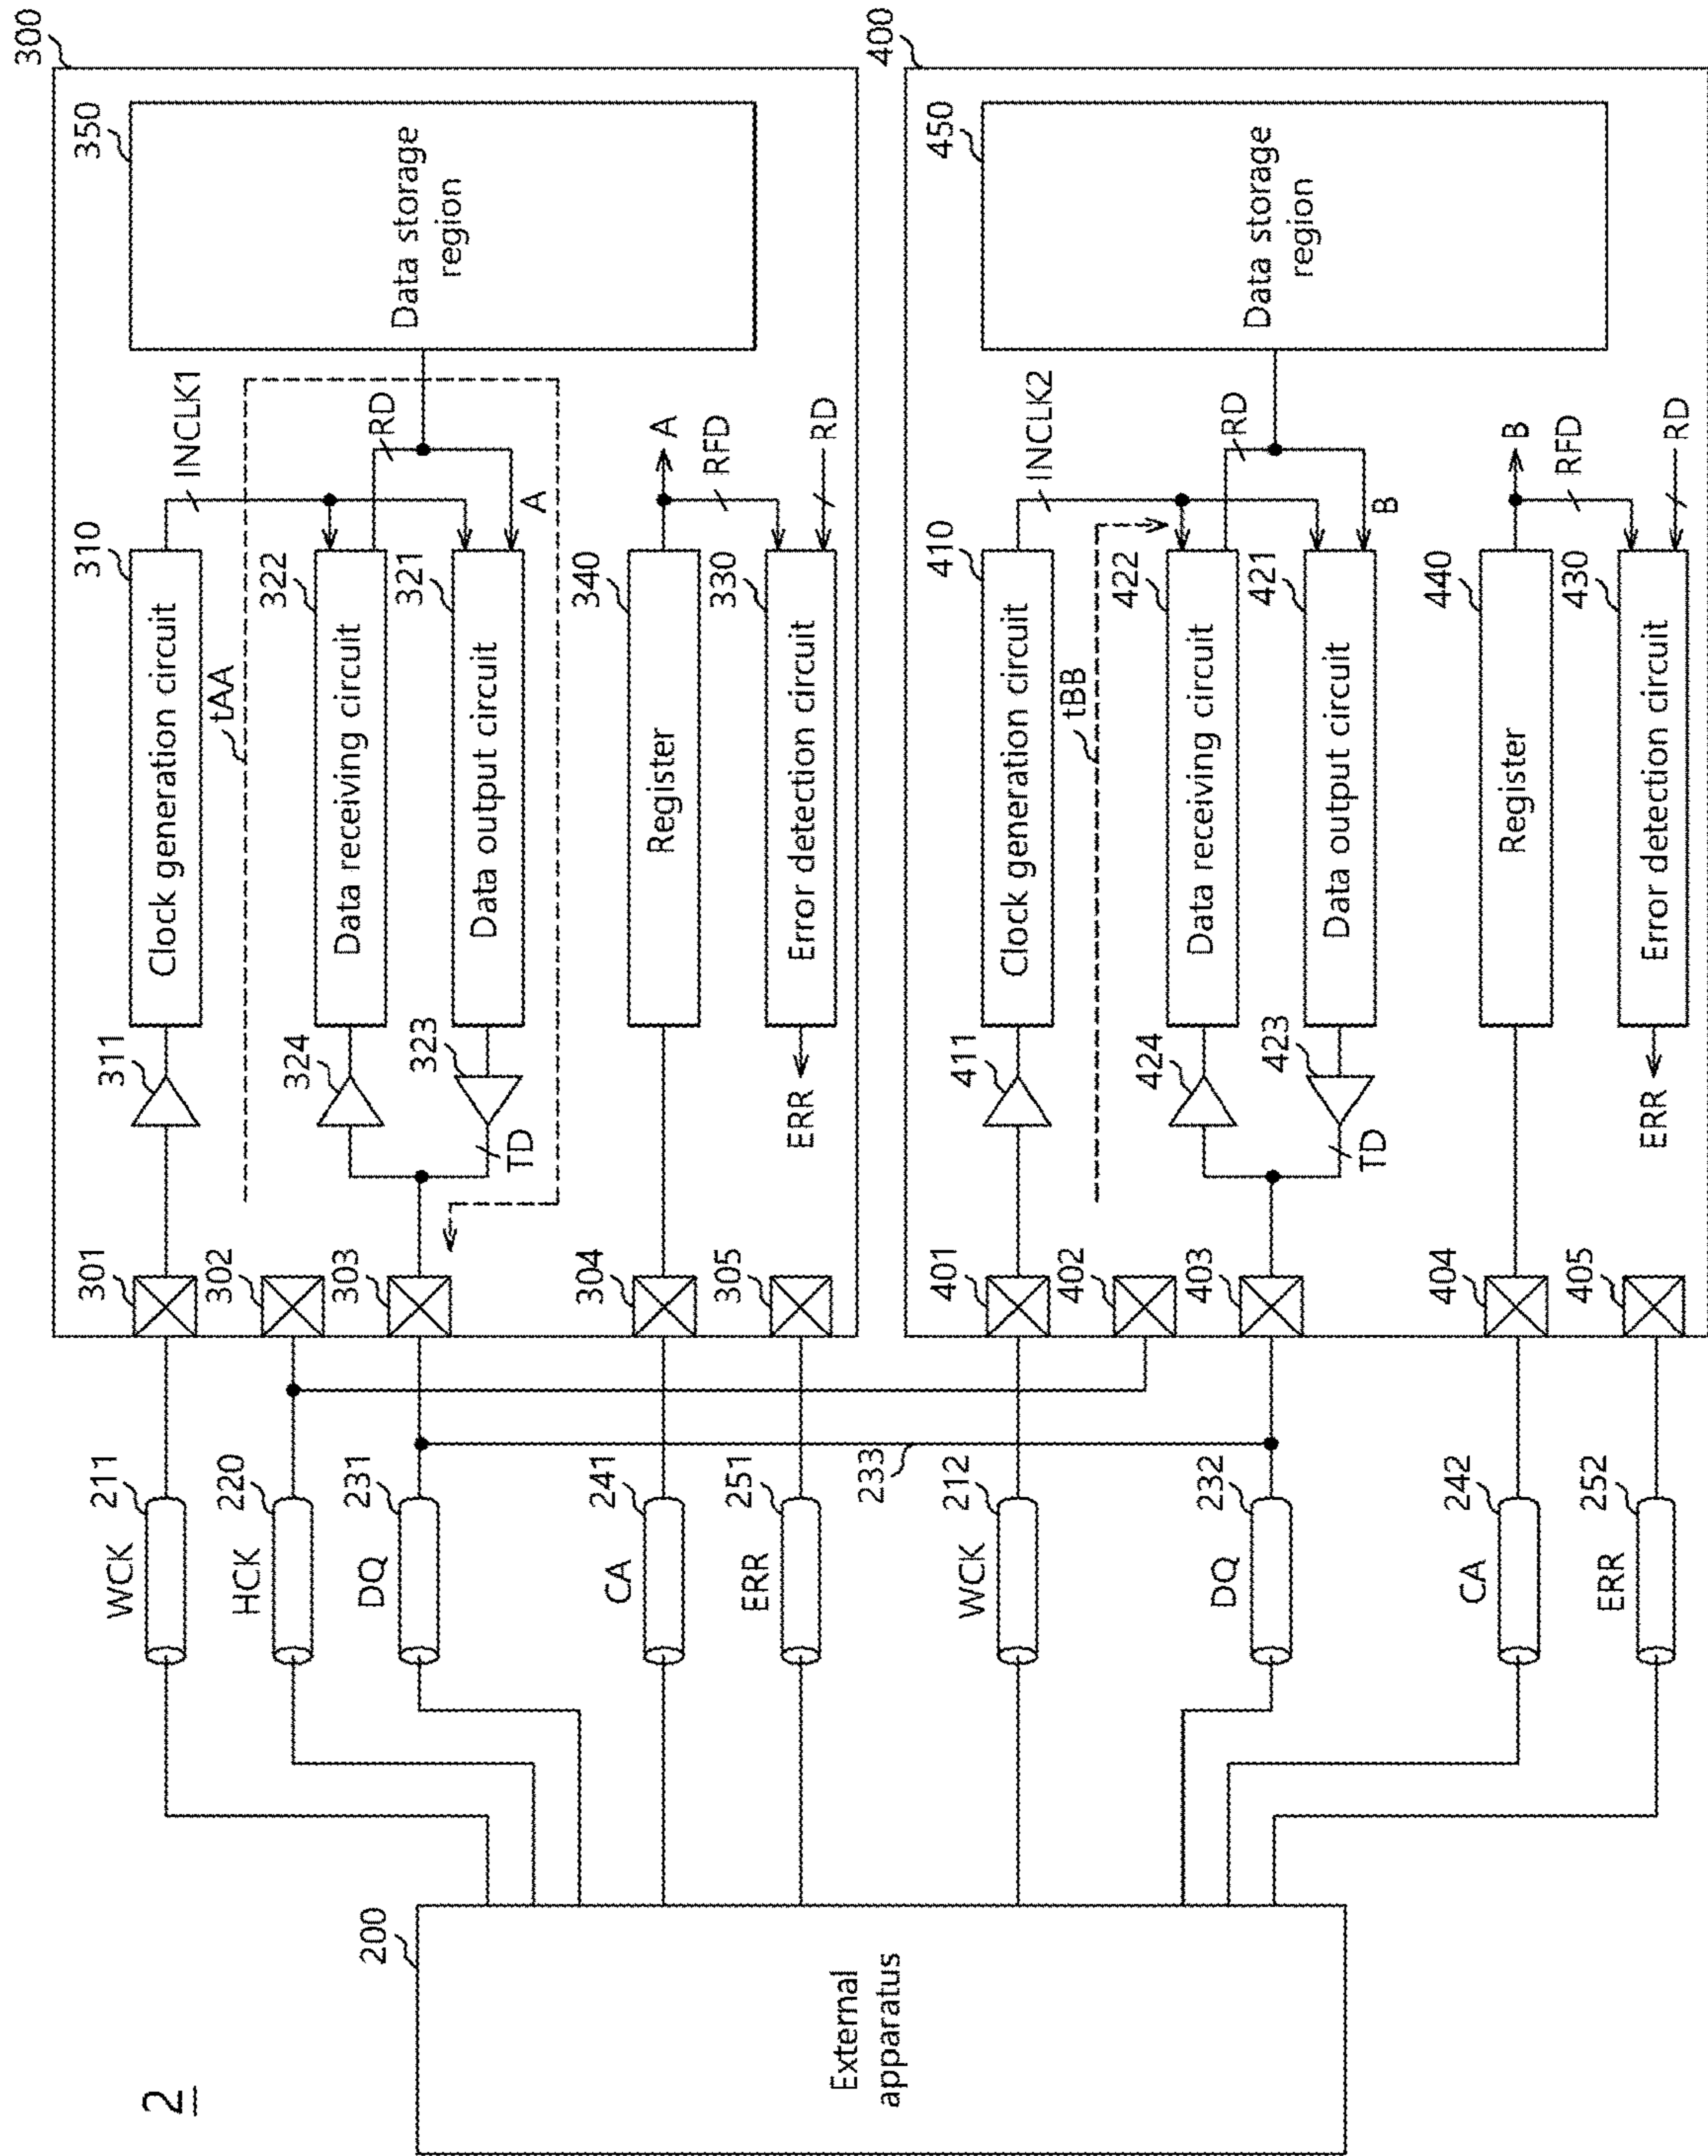 2
200
External
apparatus
WCK
211
HCK
220
DQ
231
CA
241
ERR
251
233
WCK
212
DQ
232
CA
242
ERR
252
300
301
302
303
304
305
311
310
Clock generation circuit
INCLK1
tAA
324
322
Data receiving circuit
RD
323
321
Data output circuit
A
TD
340
Register
A
RFD
330
Error detection circuit
RD
ERR
350
Data storage
region
400
401
402
403
404
405
411
410
Clock generation circuit
INCLK2
tBB
424
422
Data receiving circuit
RD
423
421
Data output circuit
B
TD
440
Register
B
RFD
430
Error detection circuit
RD
ERR
450
Data storage
region